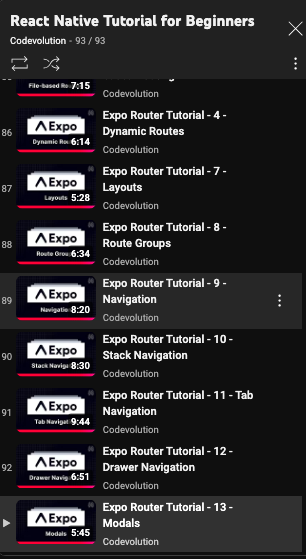 React Native Tutorial for Beginners
Codevolution - 93 / 93
File-based Ro
7:15
Codevolution
86
Expo
Dynamic Ro
6:14
Expo Router Tutorial - 4 -
Dynamic Routes
Codevolution
87
Expo
Layouts
5:28
Expo Router Tutorial - 7 -
Layouts
Codevolution
88
Expo
Route Grou
6:34
Expo Router Tutorial - 8 -
Route Groups
Codevolution
89
Expo
Navigatio
8:20
Expo Router Tutorial - 9 -
Navigation
Codevolution
90
Expo
Stack Navi
8:30
Expo Router Tutorial - 10 -
Stack Navigation
Codevolution
91
Expo
Tab Navi
9:44
Expo Router Tutorial - 11 - Tab
Navigation
Codevolution
92
Expo
Drawer Navi
6:51
Expo Router Tutorial - 12 -
Drawer Navigation
Codevolution
Expo
Modals
5:45
Expo Router Tutorial - 13 -
Modals
Codevolution